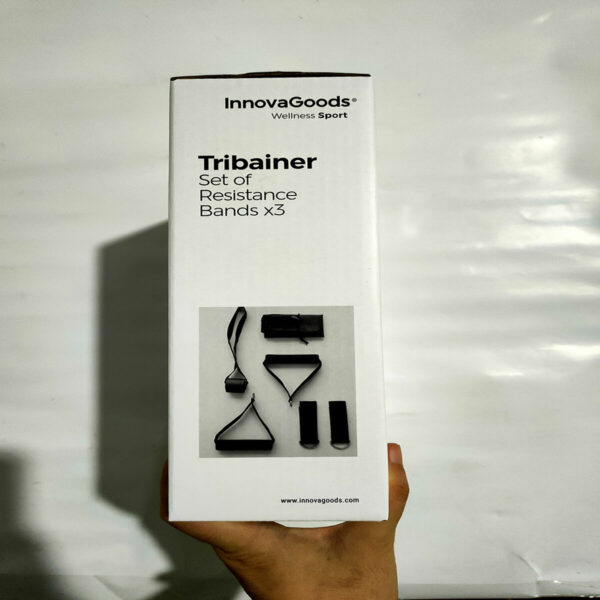 InnovaGoods®
Wellness Sport
Tribainer
Set of
Resistance
Bands x3
www.innovagoods.com